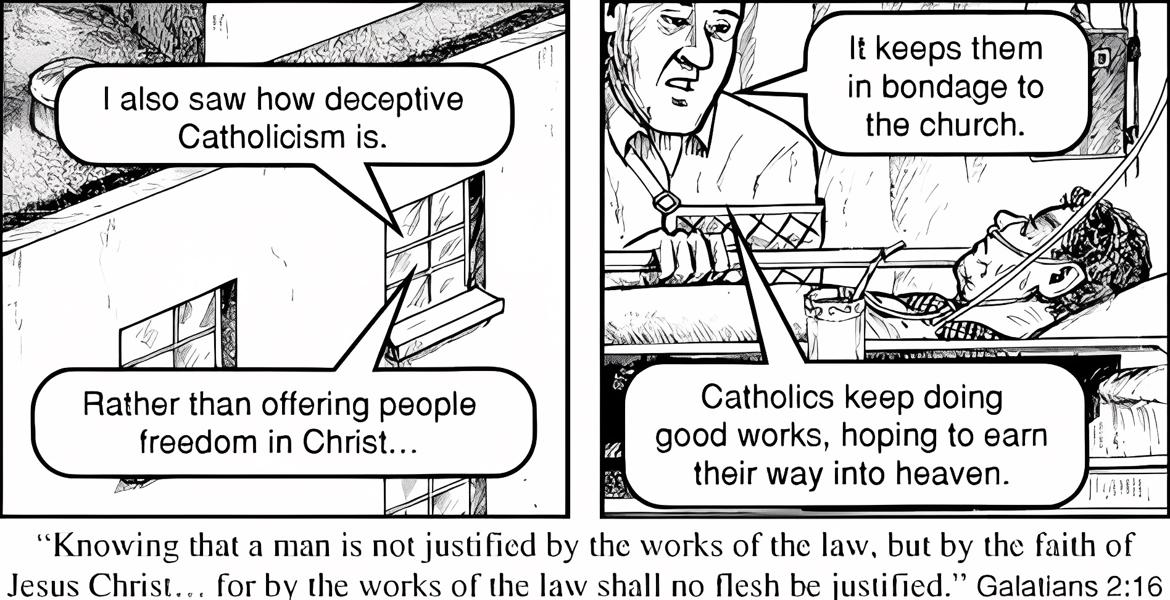 I also saw how deceptive
Catholicism is.
Rather than offering people
freedom in Christ...
It keeps them
in bondage to
the church.
Catholics keep doing
good works, hoping to earn
their way into heaven.
“Knowing that a man is not justified by the works of the law, but by the faith of
Jesus Christ... for by the works of the law shall no flesh be justified.” Galatians 2:16